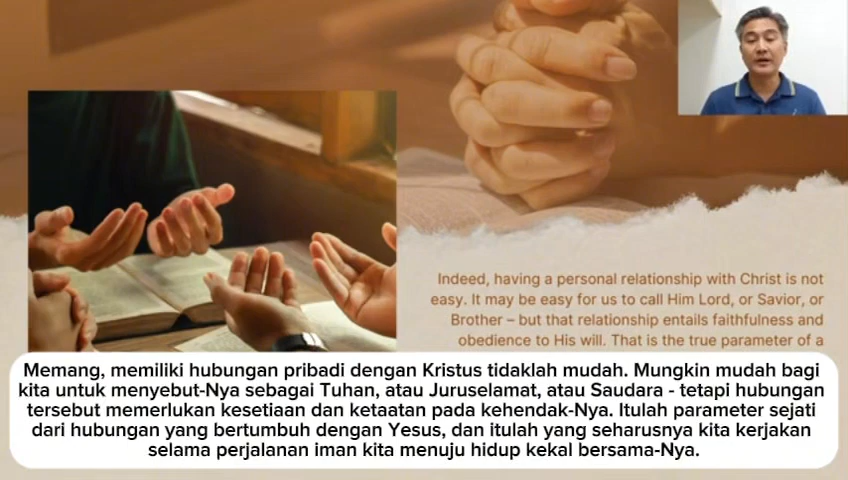 Indeed, having a personal relationship with Christ is not
easy. It may be easy for us to call Him Lord, or Savior, or
Brother – but that relationship entails faithfulness and
obedience to His will. That is the true parameter of a
Memang, memiliki hubungan pribadi dengan Kristus tidaklah mudah. Mungkin mudah bagi
kita untuk menyebut-Nya sebagai Tuhan, atau Juruselamat, atau Saudara - tetapi hubungan
tersebut memerlukan kesetiaan dan ketaatan pada kehendak-Nya. Itulah parameter sejati
dari hubungan yang bertumbuh dengan Yesus, dan itulah yang seharusnya kita kerjakan
selama perjalanan iman kita menuju hidup kekal bersama-Nya.